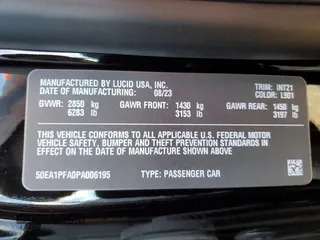 MANUFACTURED BY LUCID USA, INC.
DATE OF MANUFACTURING: 08/23
TRIM: INT21
COLOR: L901
GVWR: 2850 kg GAWR FRONT: 1430 kg GAWR REAR: 1450 kg
6283 lb 3153 lb 3197 lb
THIS VEHICLE CONFORMS TO ALL APPLICABLE U.S. FEDERAL MOTOR
VEHICLE SAFETY, BUMPER AND THEFT PREVENTION STANDARDS IN
EFFECT ON THE DATE OF MANUFACTURE SHOWN ABOVE.
50EA1PFA0PA006195 TYPE: PASSENGER CAR